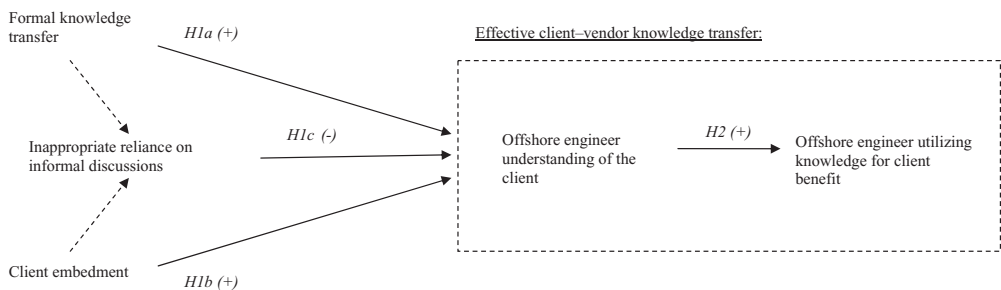 Formal knowledge
transfer
H1a (+)
Effective client–vendor knowledge transfer:
Inappropriate reliance on
informal discussions
H1c (-)
Offshore engineer
understanding of the
client
H2 (+)
Offshore engineer utilizing
knowledge for client
benefit
Client embedment
H1b (+)